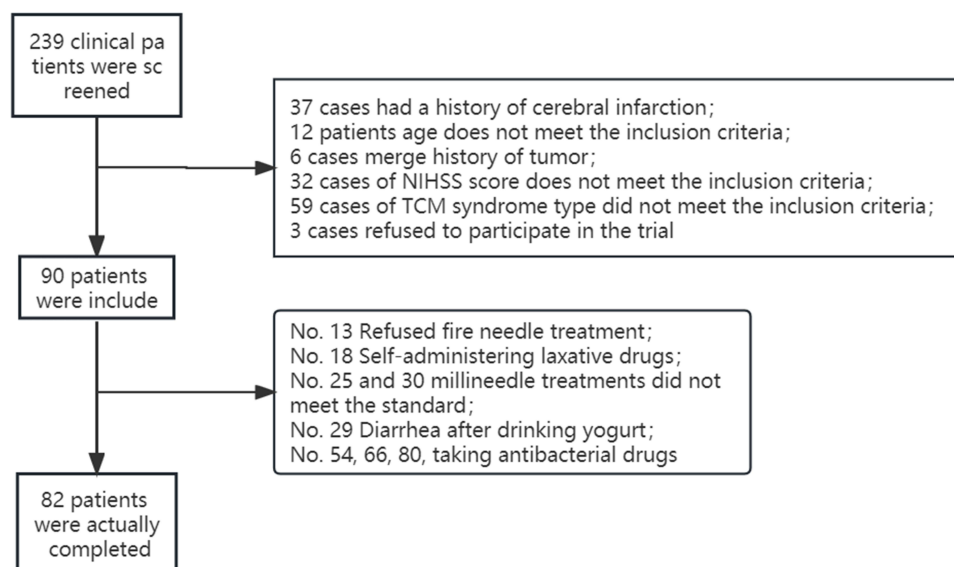 239 clinical pa
tients were sc
reened
37 cases had a history of cerebral infarction;
12 patients age does not meet the inclusion criteria;
6 cases merge history of tumor;
32 cases of NIHSS score does not meet the inclusion criteria;
59 cases of TCM syndrome type did not meet the inclusion criteria;
3 cases refused to participate in the trial
90 patients
were include
No. 13 Refused fire needle treatment;
No. 18 Self-administering laxative drugs;
No. 25 and 30 millineedle treatments did not
meet the standard;
No. 29 Diarrhea after drinking yogurt;
No. 54, 66, 80, taking antibacterial drugs
82 patients
were actually
completed